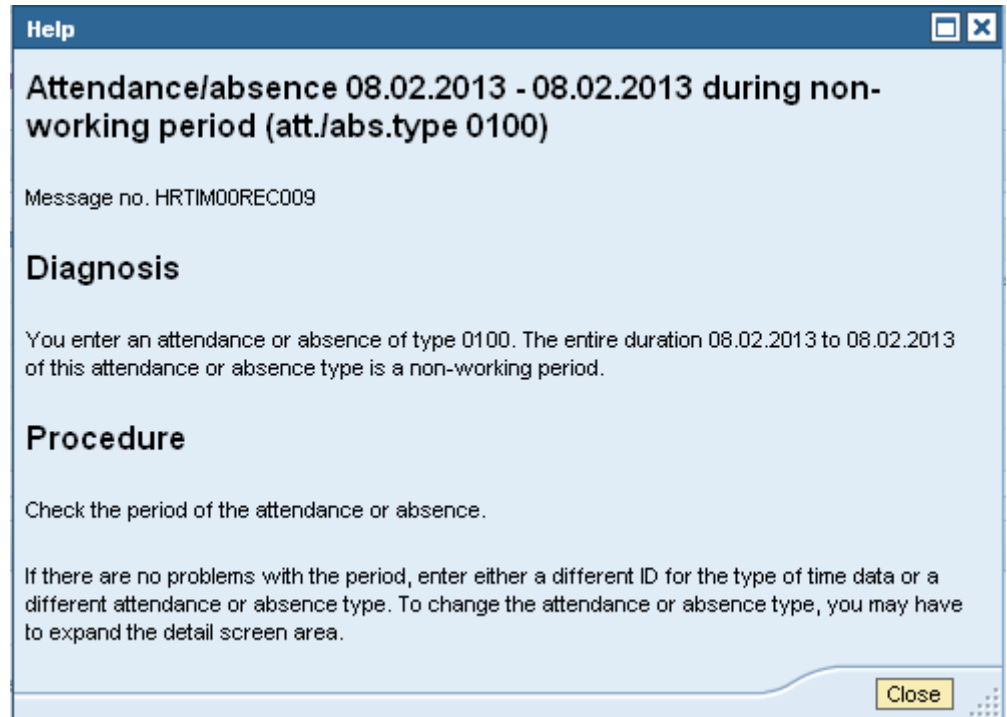 Help
Attendance/absence 08.02.2013 - 08.02.2013 during non-
working period (att./abs.type 0100)
Message no. HRTIM00REC009
Diagnosis
You enter an attendance or absence of type 0100. The entire duration 08.02.2013 to 08.02.2013
of this attendance or absence type is a non-working period.
Procedure
Check the period of the attendance or absence.
If there are no problems with the period, enter either a different ID for the type of time data or a
different attendance or absence type. To change the attendance or absence type, you may have
to expand the detail screen area.
Close